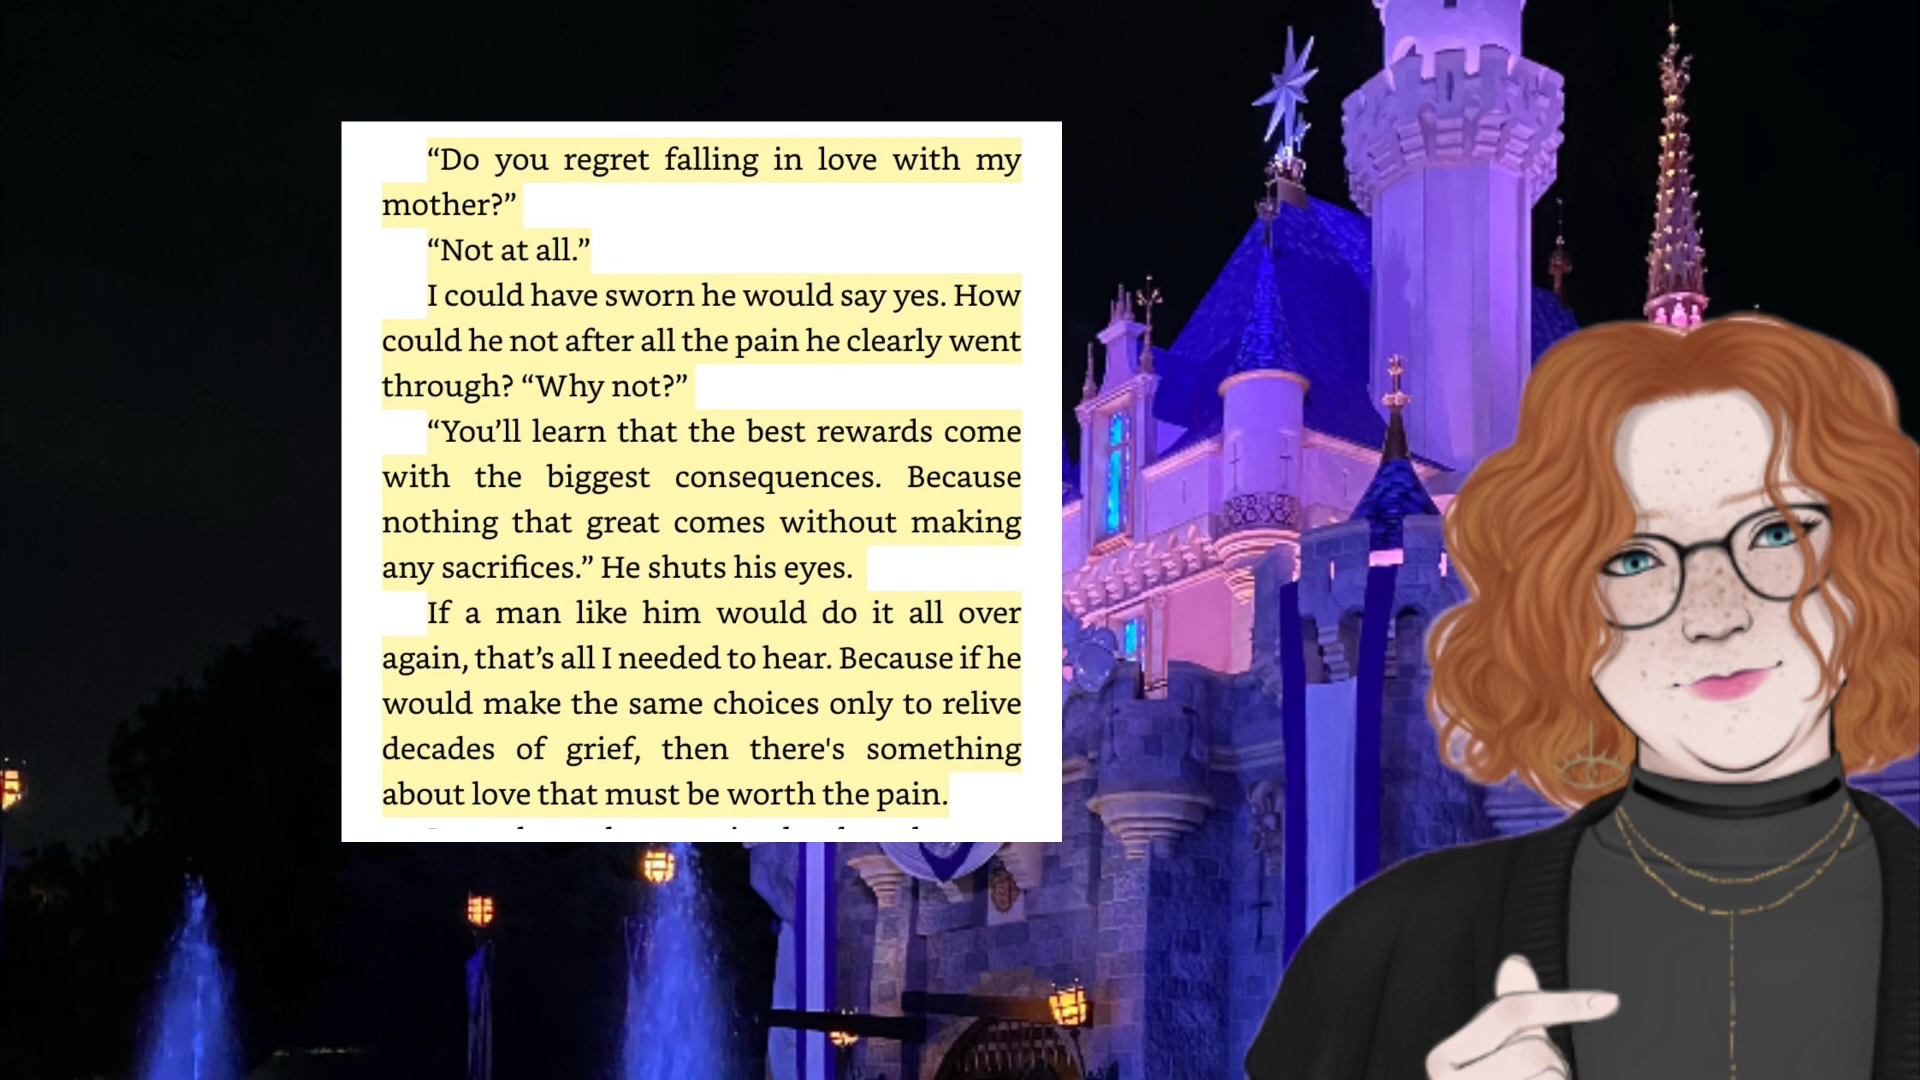 “Do you regret falling in love with my
mother?”
“Not at all.”
I could have sworn he would say yes. How
could he not after all the pain he clearly went
through? “Why not?”
“You’ll learn that the best rewards come
with the biggest consequences. Because
nothing that great comes without making
any sacrifices.” He shuts his eyes.
If a man like him would do it all over
again, that’s all I needed to hear. Because if he
would make the same choices only to relive
decades of grief, then there's something
about love that must be worth the pain.